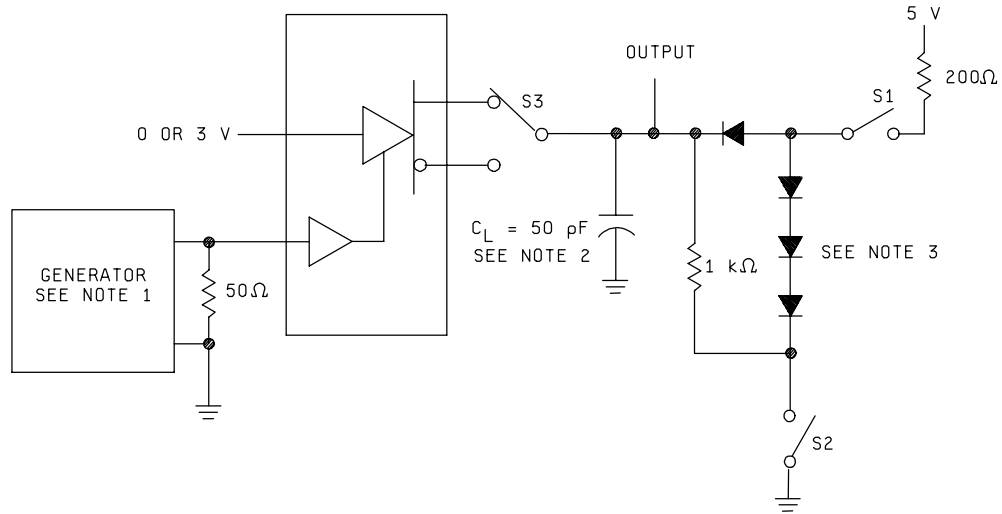 5 V
200Ω
OUTPUT
S1
S3
0 OR 3 V
CL = 50 pF
SEE NOTE 2
1 kΩ
SEE NOTE 3
GENERATOR
SEE NOTE 1
50Ω
S2